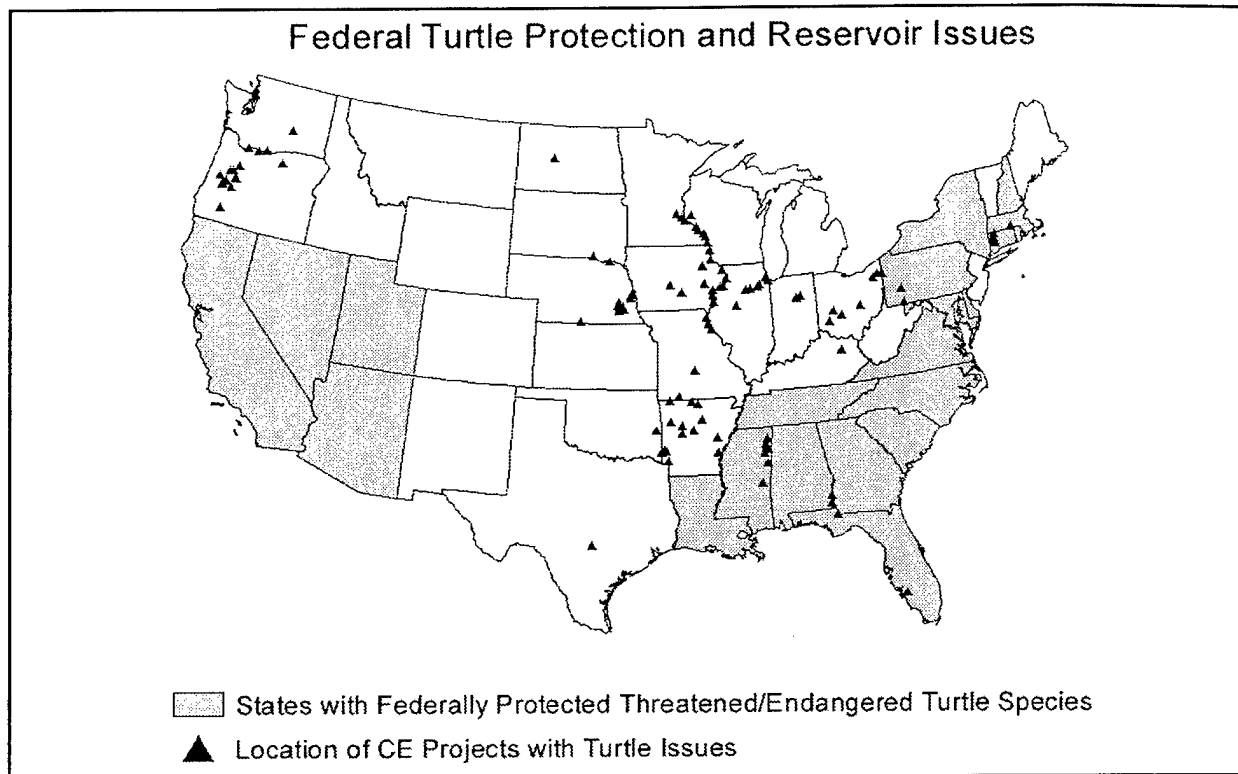 Federal Turtle Protection and Reservoir Issues
States with Federally Protected Threatened/Endangered Turtle Species
Location of CE Projects with Turtle Issues